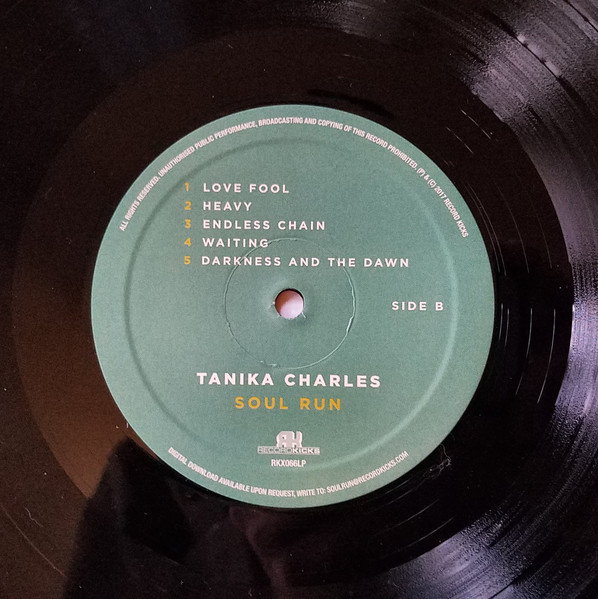 ALL RIGHTS RESERVED. UNAUTHORISED PUBLIC PERFORMANCE, BROADCASTING AND COPYING OF THIS RECORD PROHIBITED. (P) & (C) 2017 RECORD KICKS
1 LOVE FOOL
2 HEAVY
3 ENDLESS CHAIN
4 WAITING
5 DARKNESS AND THE DAWN
SIDE B
TANIKA CHARLES
SOUL RUN
RK
RECORDKICKS
RKX066LP
DIGITAL DOWNLOAD AVAILABLE UPON REQUEST, WRITE TO: SOULRUN@RECORDKICKS.COM